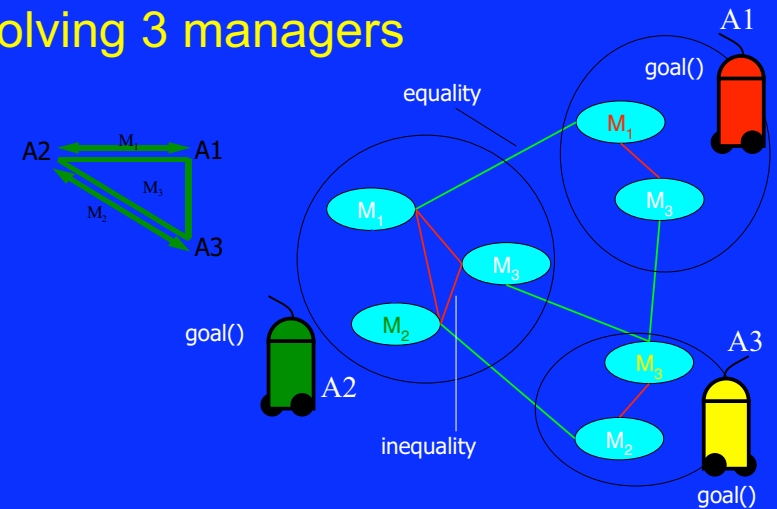 olving 3 managers
A1
goal()
equality
M1
M1
A2
A1
M3
M3
M2
M1
A3
M3
M2
goal()
A2
M3
A3
inequality
M2
goal()